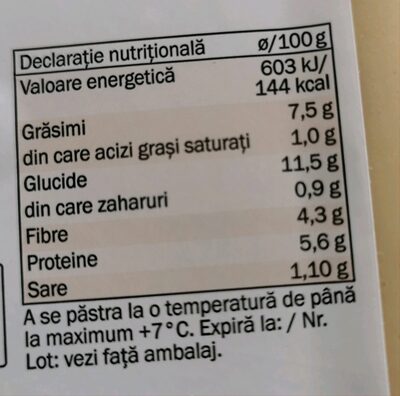 Declarație nutrițională ø/100g
Valoare energetică 603 kJ/
144 kcal
Grăsimi 7,5 g
din care acizi grași saturați 1,0 g
Glucide 11,5 g
din care zaharuri 0,9 g
Fibre 4,3 g
Proteine 5,6 g
Sare 1,10 g
A se păstra la o temperatură de până
la maximum +7°C. Expiră la: / Nr.
Lot: vezi față ambalaj.